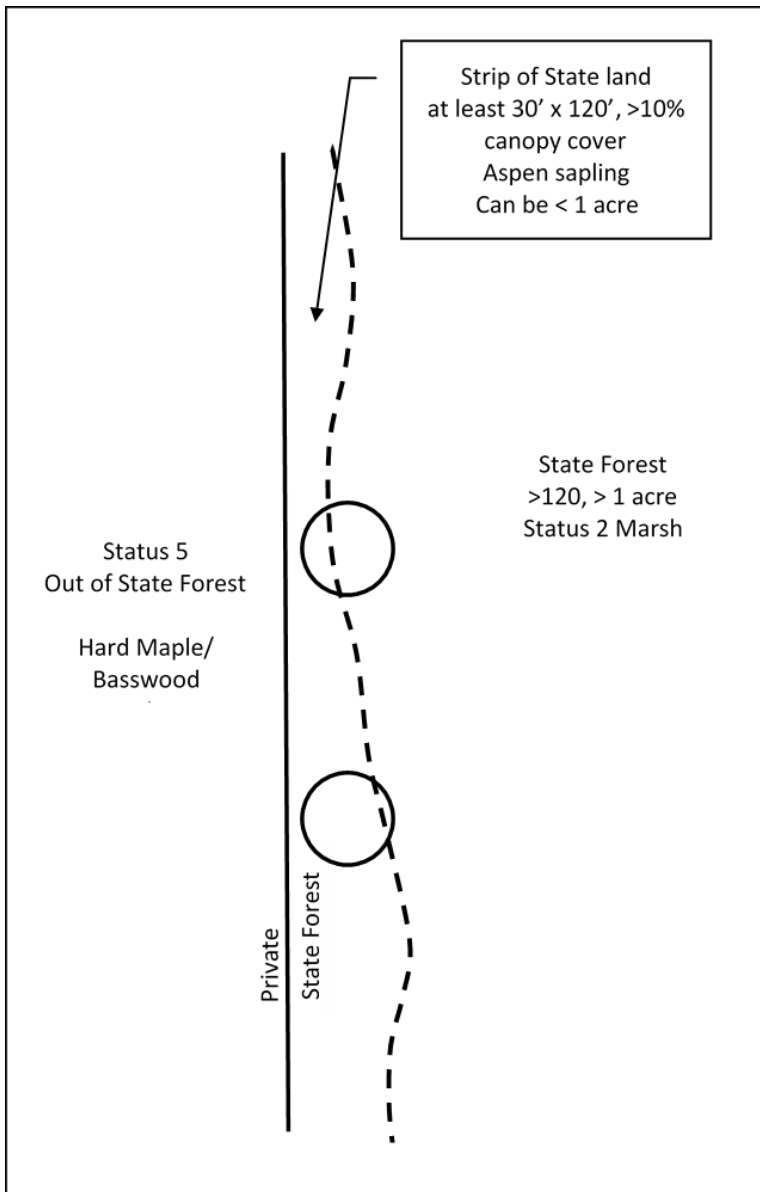 Strip of State land
at least 30’ x 120’, >10%
canopy cover
Aspen sapling
Can be < 1 acre
State Forest
>120, > 1 acre
Status 2 Marsh
Status 5
Out of State Forest
Hard Maple/
Basswood
Private
State Forest